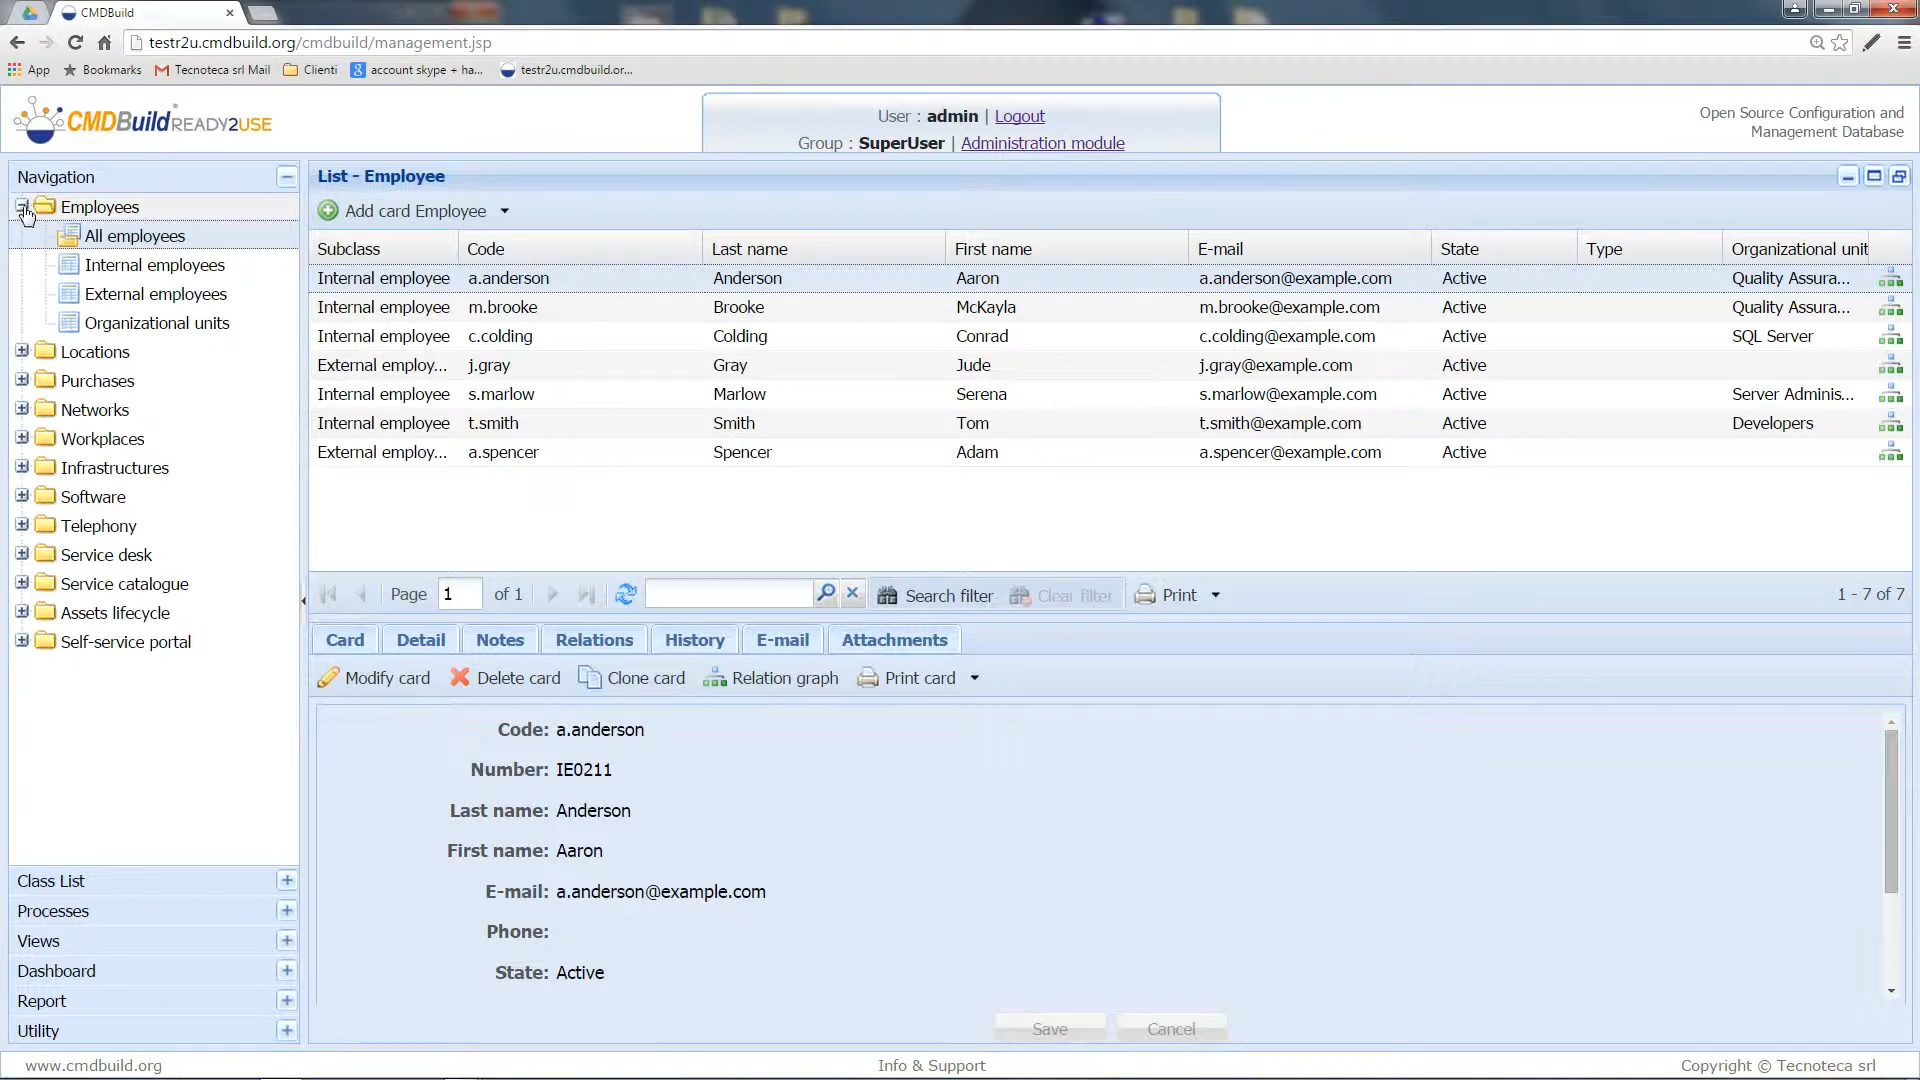 CMDBuild
testr2u.cmdbuild.org/cmdbuild/management.jsp
App Bookmarks Tecnoteca srl Mail Clienti account skype + ha... testr2u.cmdbuild.or...
CMDBuild READY2USE
User : admin | Logout
Group : SuperUser | Administration module
Open Source Configuration and
Management Database
Navigation
Employees
All employees
Internal employees
External employees
Organizational units
Locations
Purchases
Networks
Workplaces
Infrastructures
Software
Telephony
Service desk
Service catalogue
Assets lifecycle
Self-service portal
Class List
Processes
Views
Dashboard
Report
Utility
List - Employee
Add card Employee
Subclass Code Last name First name E-mail State Type Organizational unit
Internal employee a.anderson Anderson Aaron a.anderson@example.com Active Quality Assura...
Internal employee m.brooke Brooke McKayla m.brooke@example.com Active Quality Assura...
Internal employee c.colding Colding Conrad c.colding@example.com Active SQL Server
External employ... j.gray Gray Jude j.gray@example.com Active
Internal employee s.marlow Marlow Serena s.marlow@example.com Active Server Adminis...
Internal employee t.smith Smith Tom t.smith@example.com Active Developers
External employ... a.spencer Spencer Adam a.spencer@example.com Active
Page 1 of 1 Search filter Clear filter Print 1 - 7 of 7
Card Detail Notes Relations History E-mail Attachments
Modify card Delete card Clone card Relation graph Print card
Code: a.anderson
Number: IE0211
Last name: Anderson
First name: Aaron
E-mail: a.anderson@example.com
Phone:
State: Active
Save Cancel
www.cmdbuild.org Info & Support Copyright © Tecnoteca srl